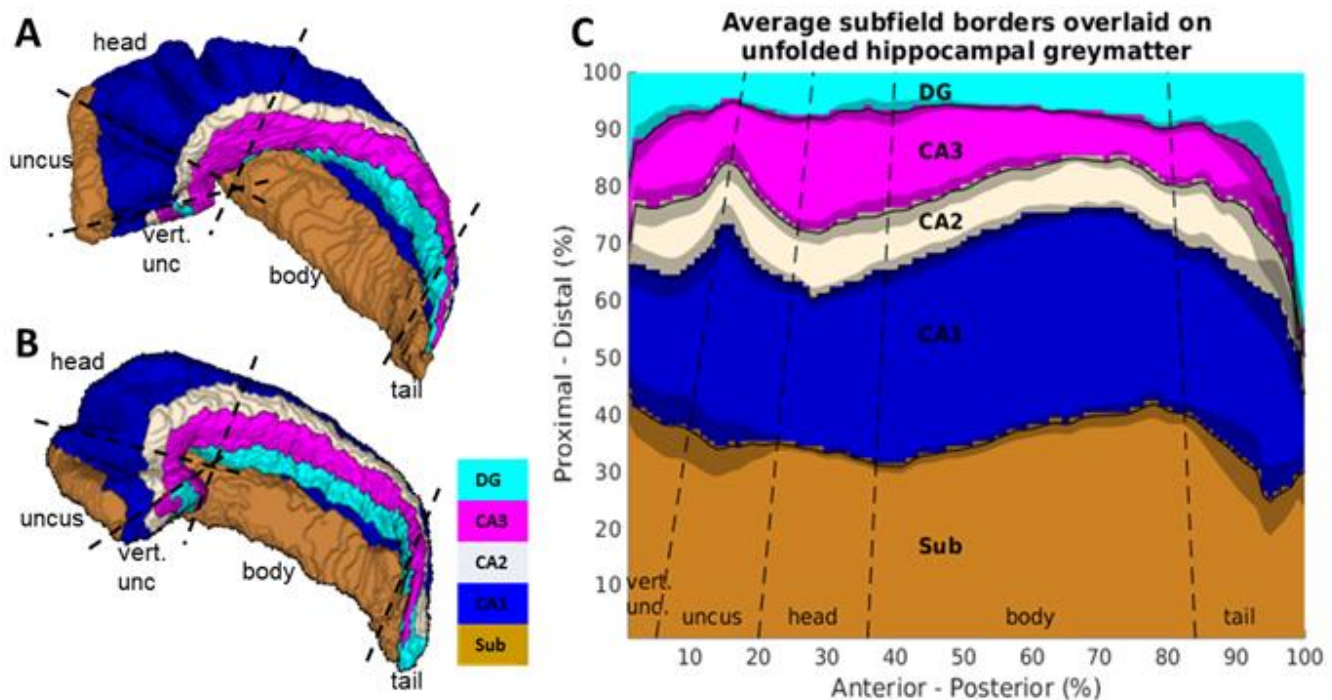 A
head
uncus
vert.
unc
body
tail
B
head
uncus
vert.
unc
body
tail
DG
CA3
CA2
CA1
Sub
C
Average subfield borders overlaid on
unfolded hippocampal greymatter
Proximal - Distal (%)
100
90
80
70
60
50
40
30
20
10
DG
CA3
CA2
CA1
Sub
vert.
unc.
uncus
head
body
tail
10 20 30 40 50 60 70 80 90 100
Anterior - Posterior (%)